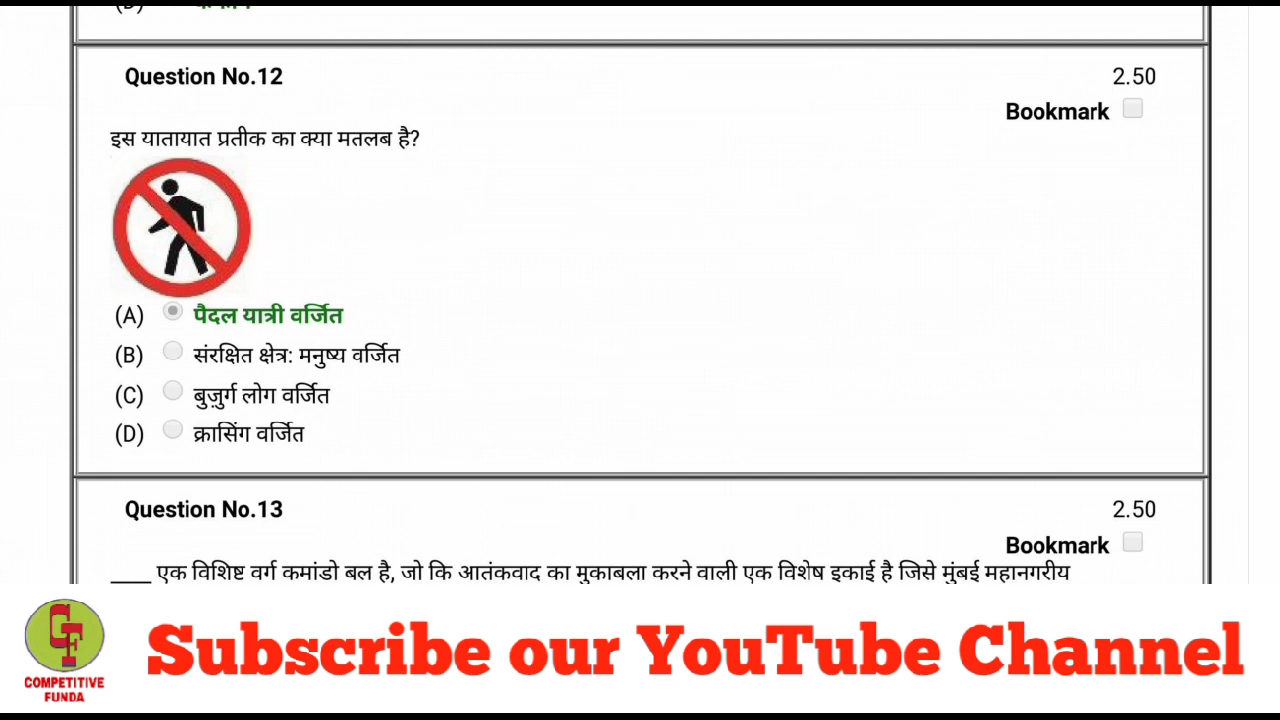 Question No.12 2.50
Bookmark
इस यातायात प्रतीक का क्या मतलब है?
(A) पैदल यात्री वर्जित
(B) संरक्षित क्षेत्र: मनुष्य वर्जित
(C) बुज़ुर्ग लोग वर्जित
(D) क्रासिंग वर्जित
Question No.13 2.50
Bookmark
____ एक विशिष्ट वर्ग कमांडो बल है, जो कि आतंकवाद का मुकाबला करने वाली एक विशेष इकाई है जिसे मुंबई महानगरीय
CF
COMPETITIVE
FUNDA
Subscribe our YouTube Channel